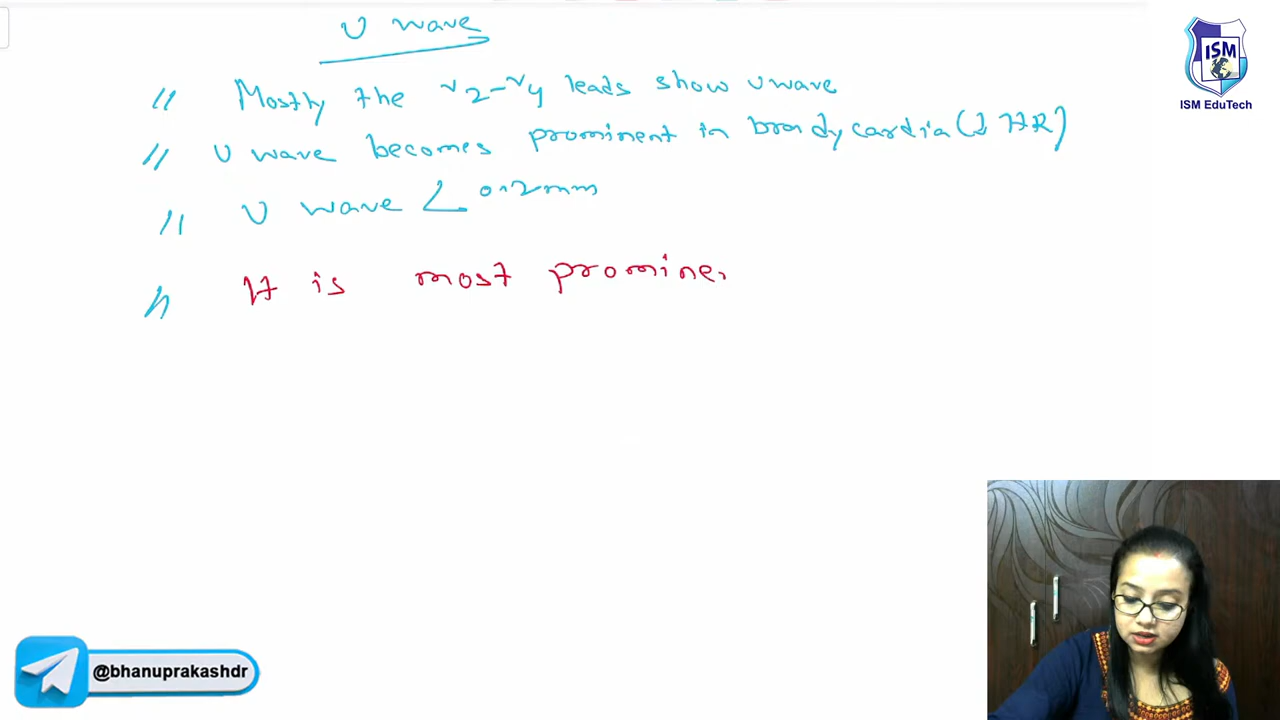 U wave
// Mostly the V2-V4 leads show U wave
// U wave becomes prominent in bradycardia (↓ HR)
// U wave < 0.2mm
// It is most promine
ISM
ISM EduTech
@bhanuprakashdr